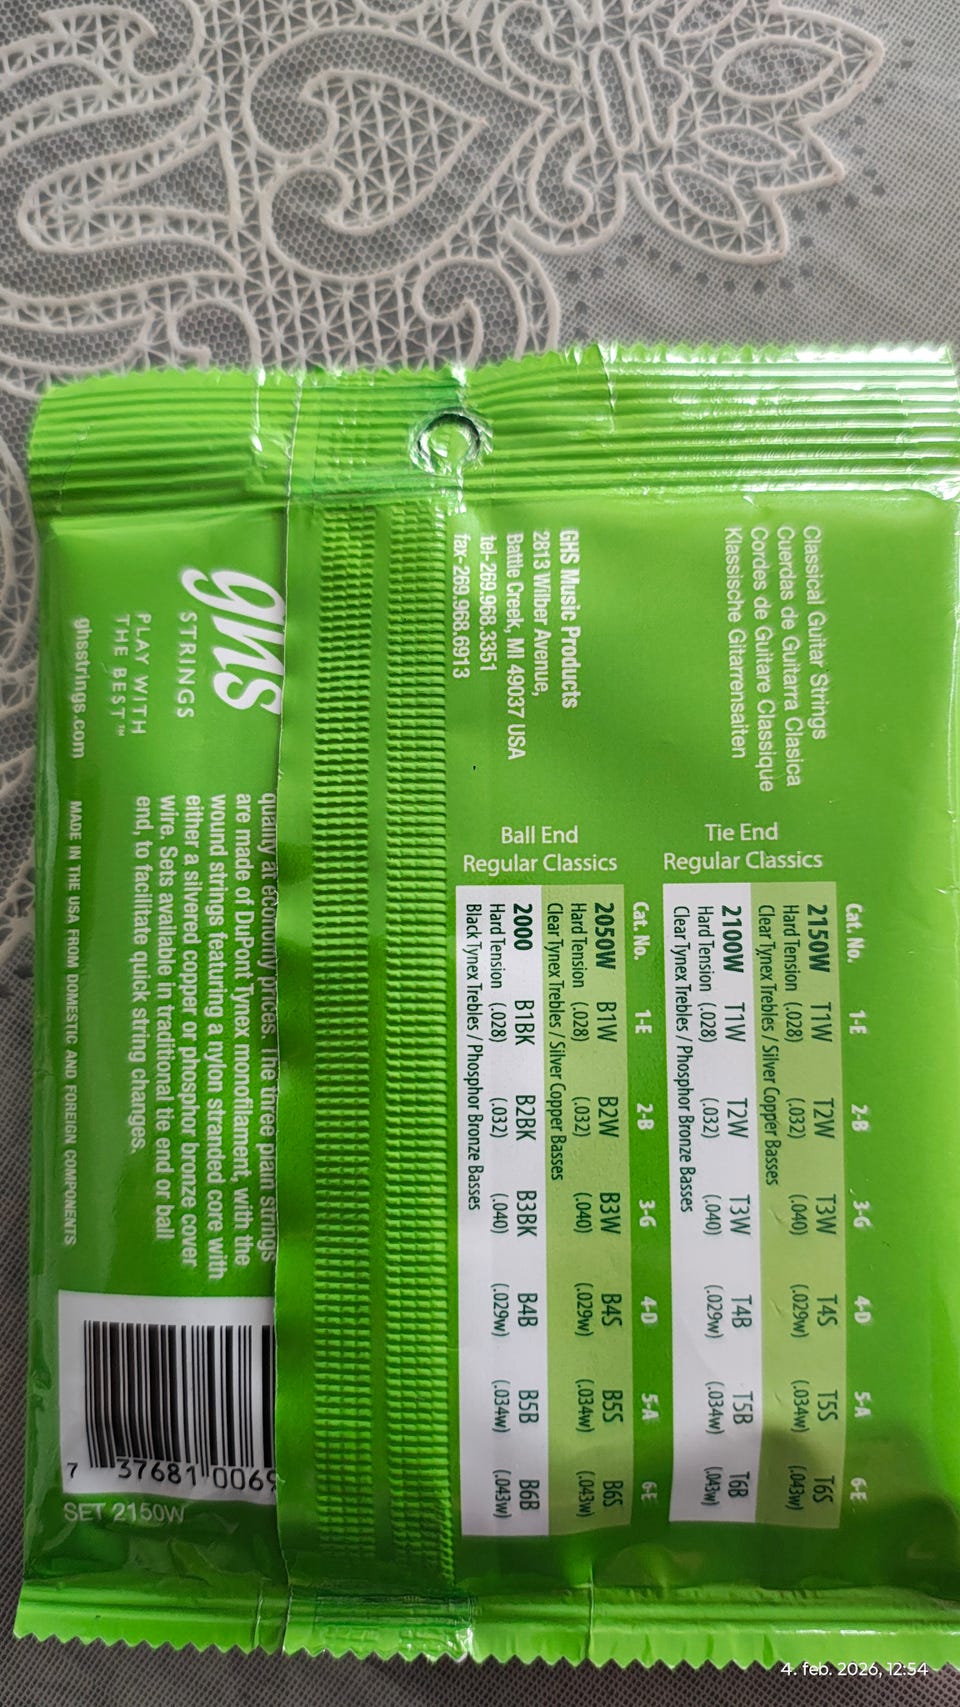 Classical Guitar Strings
Cuerdas de Guitarra Clasica
Cordes de Guitare Classique
Klassische Gitarrensaiten
GHS Music Products
2813 Wilber Avenue,
Battle Creek, MI 49037 USA
tel- 269.968.3351
fax- 269.968.6913
Cat. No. 1-E 2-B 3-G 4-D 5-A 6-E
Tie End
Regular Classics
2150W T1W T2W T3W T4S T5S T6S
Hard Tension (.028) (.032) (.040) (.029w) (.034w) (.043w)
Clear Tynex Trebles / Silver Copper Basses
2100W T1W T2W T3W T4B T5B T6B
Hard Tension (.028) (.032) (.040) (.029w) (.034w) (.043w)
Clear Tynex Trebles / Phosphor Bronze Basses
Cat. No. 1-E 2-B 3-G 4-D 5-A 6-E
Ball End
Regular Classics
2050W B1W B2W B3W B4S B5S B6S
Hard Tension (.028) (.032) (.040) (.029w) (.034w) (.043w)
Clear Tynex Trebles / Silver Copper Basses
2000 B1BK B2BK B3BK B4B B5B B6B
Hard Tension (.028) (.032) (.040) (.029w) (.034w) (.043w)
Black Tynex Trebles / Phosphor Bronze Basses
ghs
STRINGS
PLAY WITH
THE BEST™
ghsstrings.com
quality at economy prices. The three plain strings
are made of DuPont Tynex monofilament, with the
wound strings featuring a nylon stranded core with
either a silvered copper or phosphor bronze cover
wire. Sets available in traditional tie end or ball
end, to facilitate quick string changes.
MADE IN THE USA FROM DOMESTIC AND FOREIGN COMPONENTS
7 37681 0069
SET 2150W
4. feb. 2026, 12:54